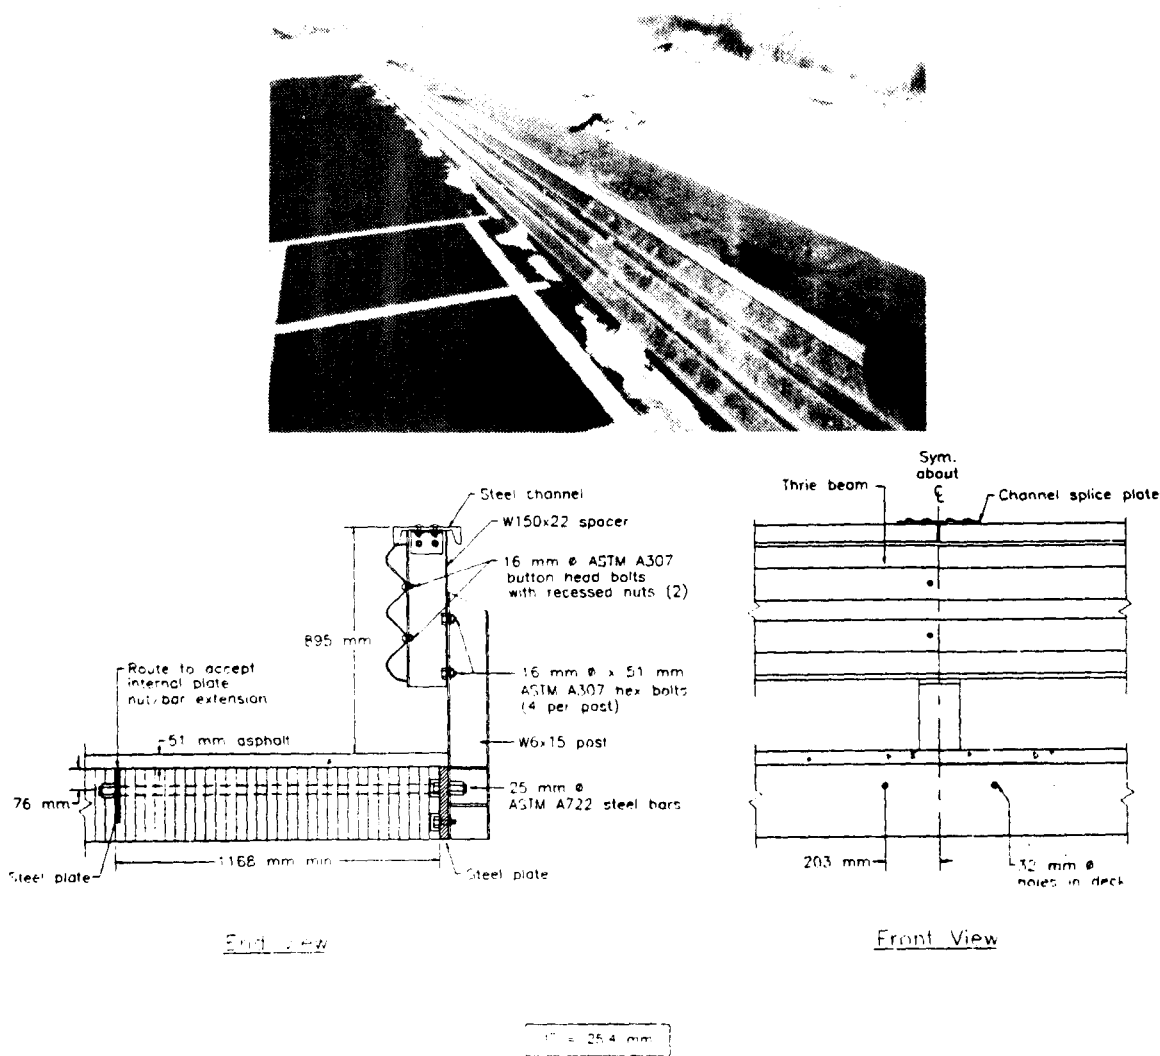 Steel channel
W150x22 spacer
16 mm ø ASTM A307
button head bolts
with recessed nuts (2)
895 mm
Route to accept
internal plate
nut/bar extension
16 mm ø x 51 mm
ASTM A307 hex bolts
(4 per post)
51 mm asphalt
W6x15 post
76 mm
25 mm ø
ASTM A722 steel bars
1168 mm min
Steel plate
Steel plate
End view
Sym.
about
℄
Thrie beam
Channel splice plate
203 mm
32 mm ø
holes in deck
Front View
1" = 25.4 mm